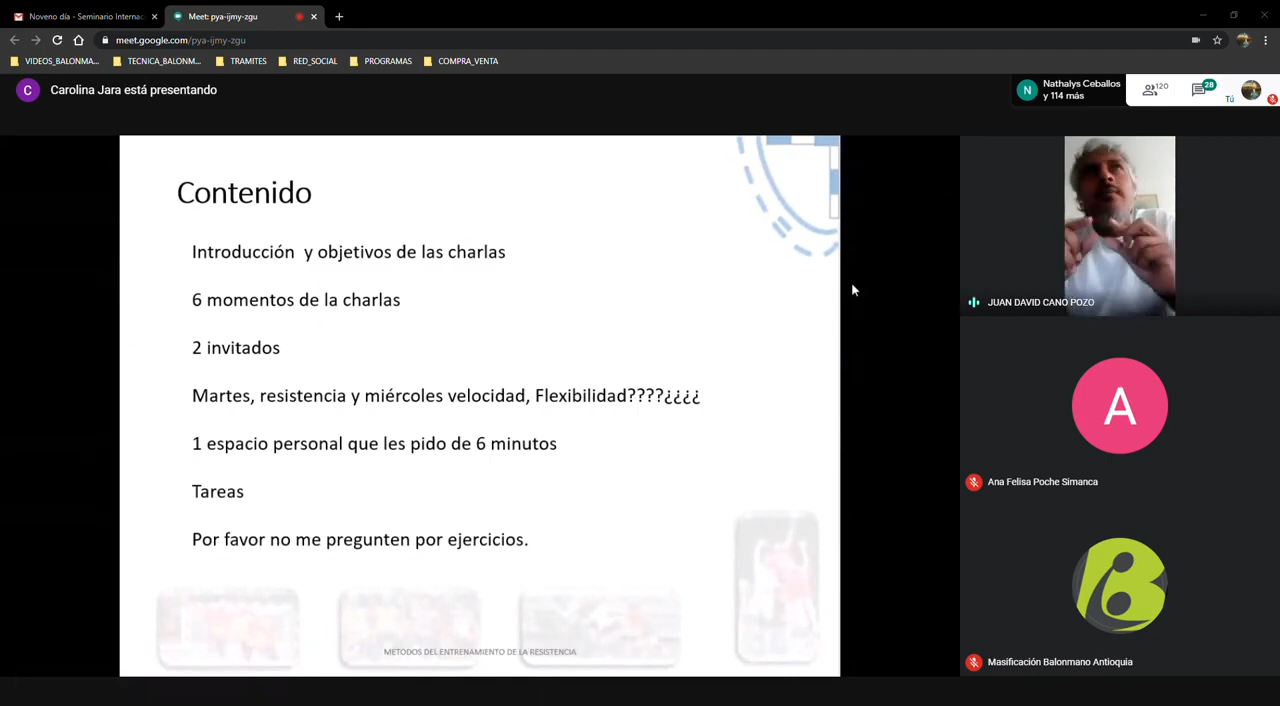 Noveno día - Seminario Internac
Meet: pya-ijmy-zgu
meet.google.com/pya-ijmy-zgu
VIDEOS_BALONMA...
TECNICA_BALONM...
TRAMITES
RED_SOCIAL
PROGRAMAS
COMPRA_VENTA
C
Carolina Jara está presentando
N
Nathalys Ceballos
y 114 más
120
28
Tú
Contenido
Introducción y objetivos de las charlas
6 momentos de la charlas
2 invitados
Martes, resistencia y miércoles velocidad, Flexibilidad????¿¿¿¿
1 espacio personal que les pido de 6 minutos
Tareas
Por favor no me pregunten por ejercicios.
METODOS DEL ENTRENAMIENTO DE LA RESISTENCIA
JUAN DAVID CANO POZO
A
Ana Felisa Poche Simanca
Masificación Balonmano Antioquia